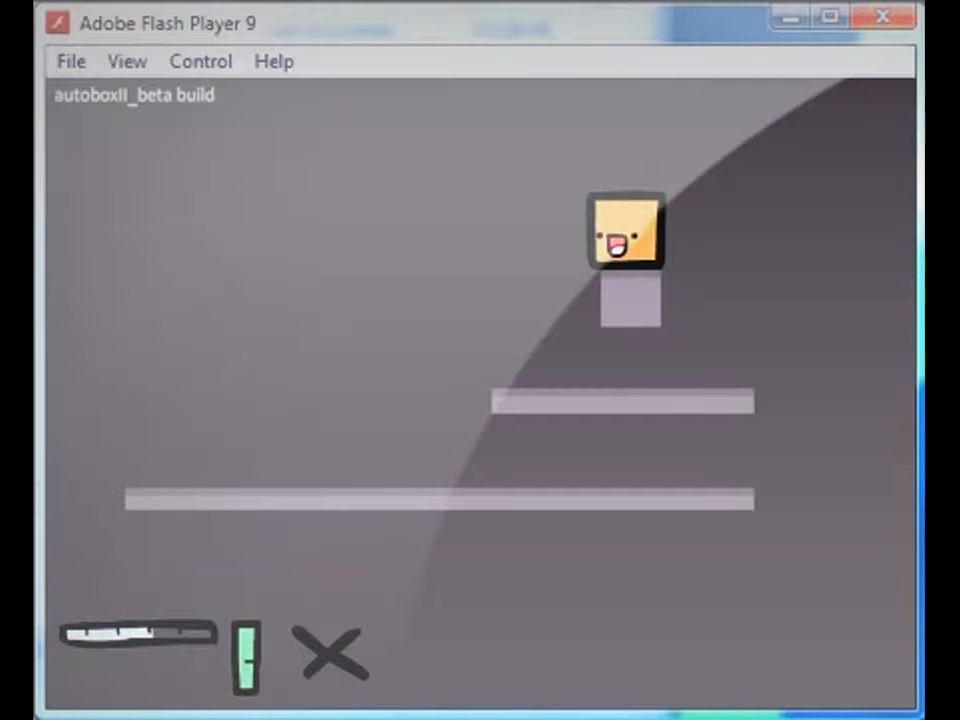 Adobe Flash Player 9
File View Control Help
autoboxII_beta build